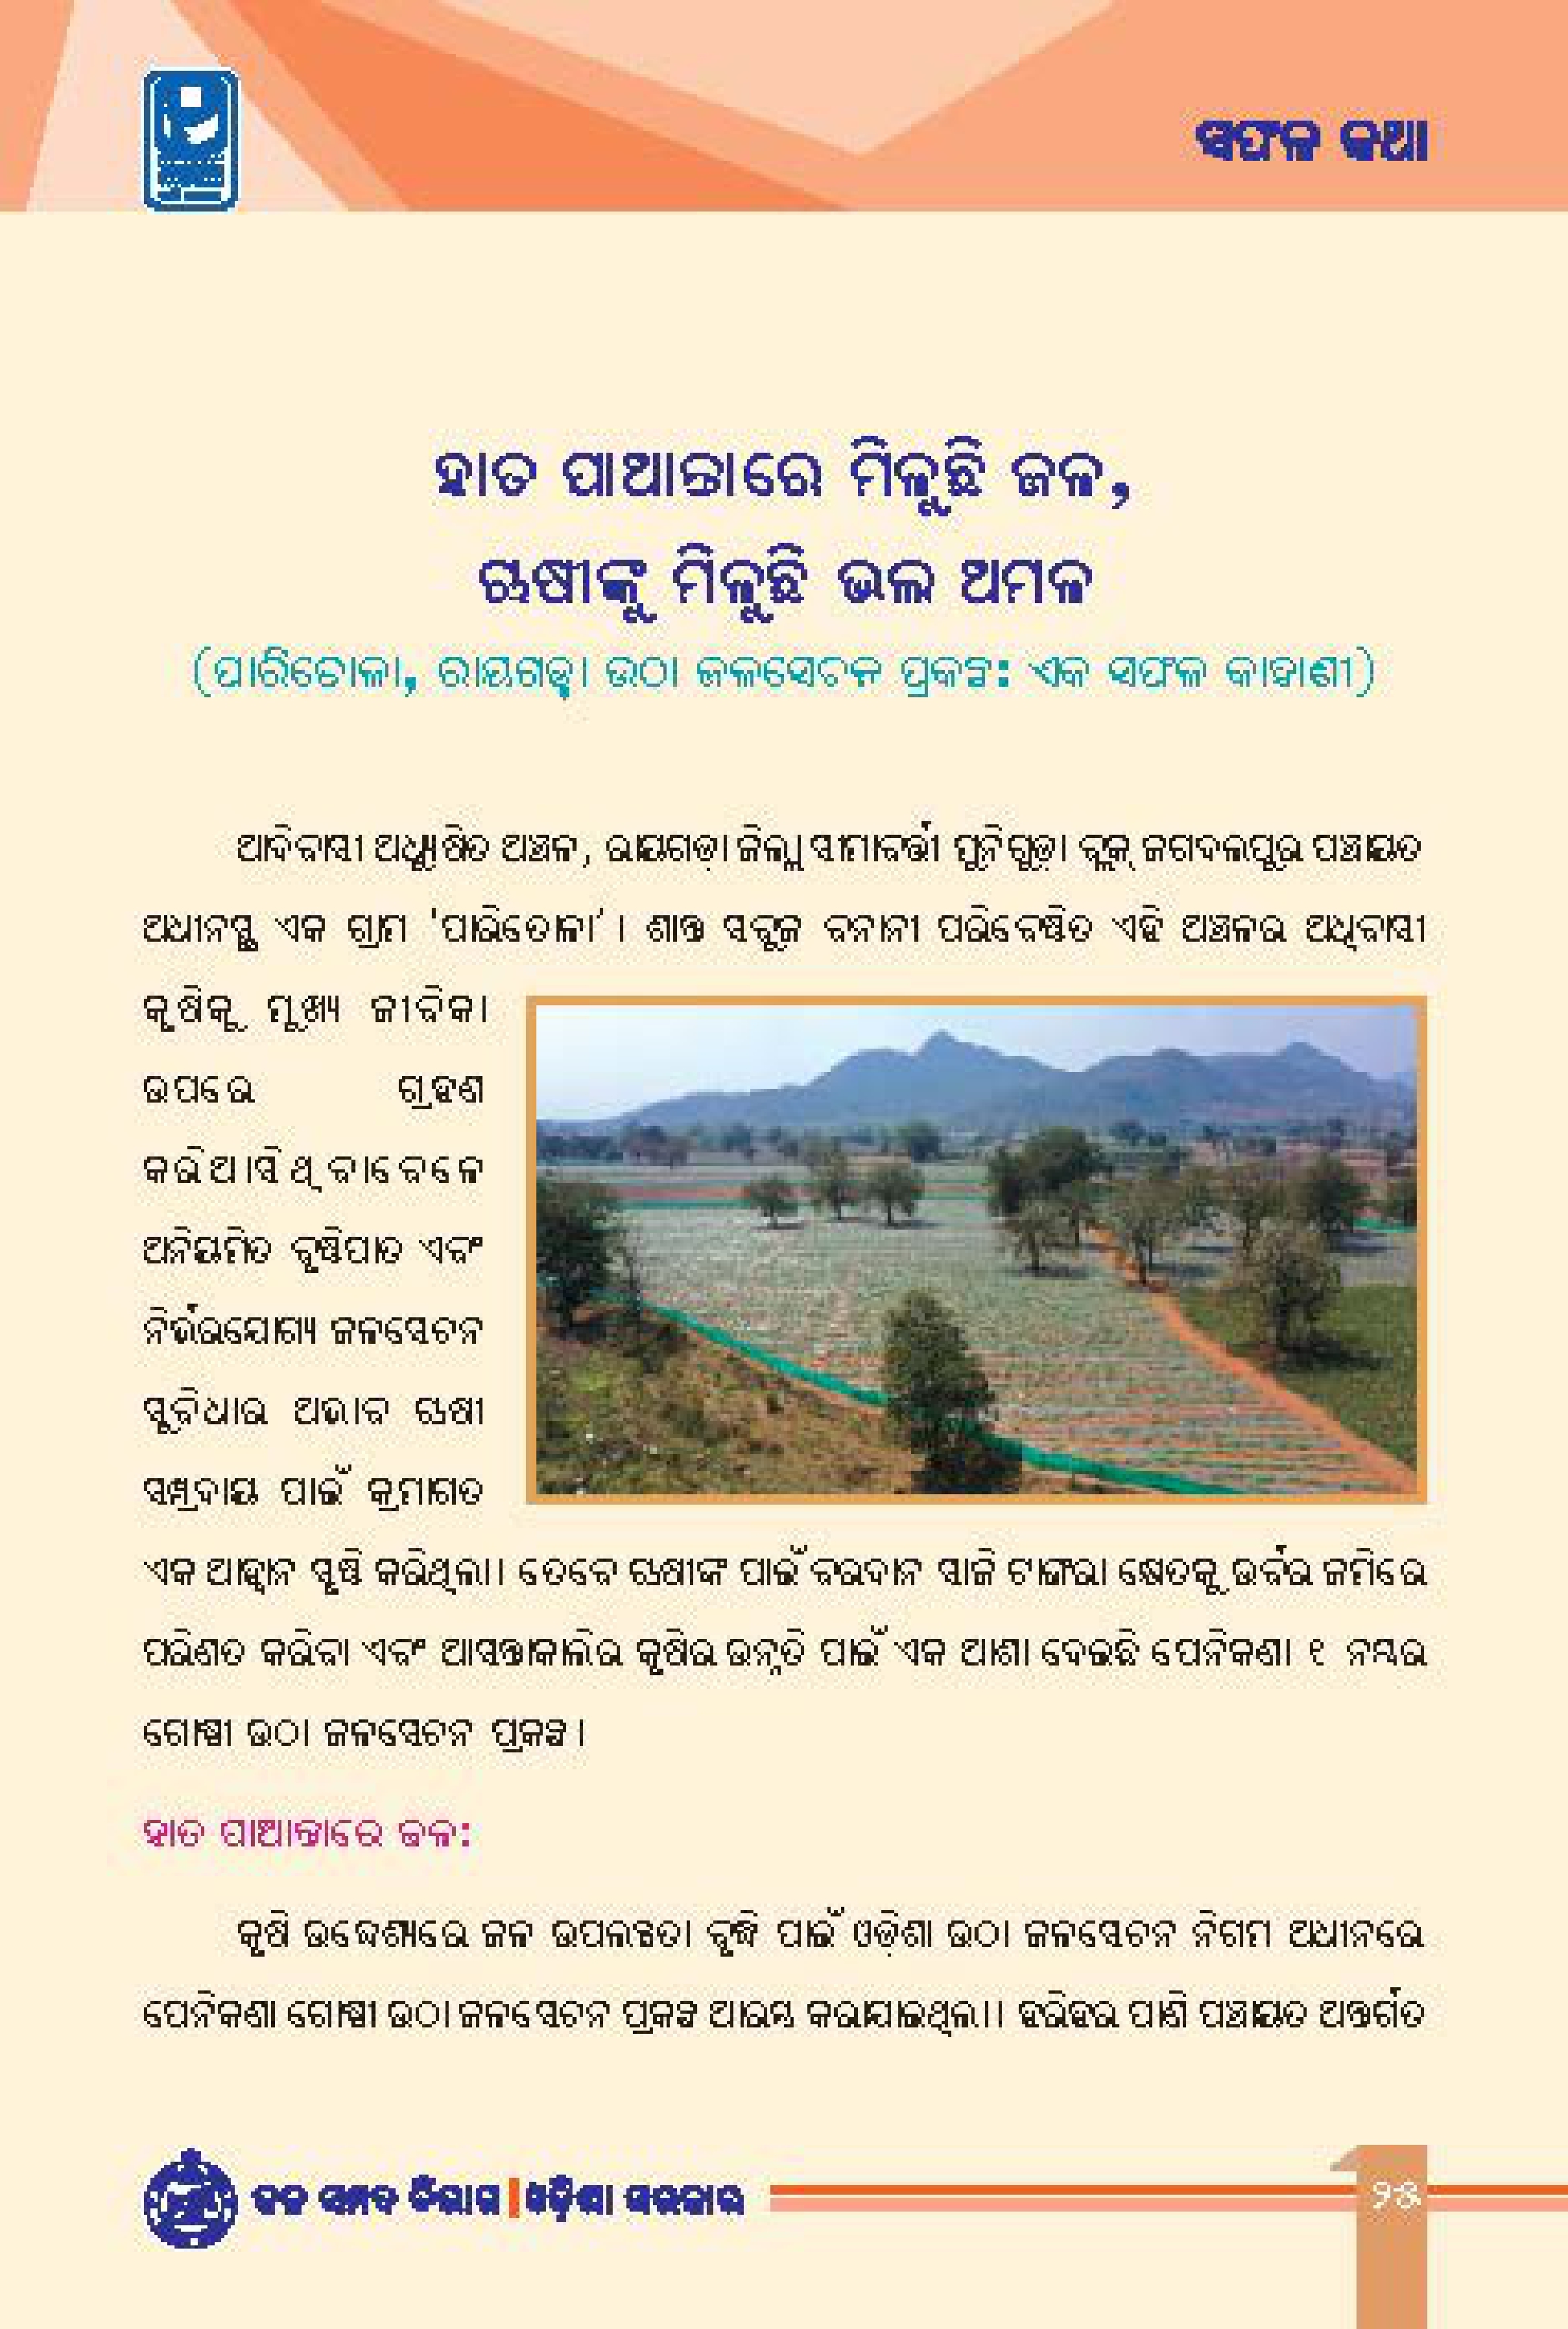 ସଫଳ କଥା
ହାତ ପାଆନ୍ତାରେ ମିଳୁଛି ଜଳ,
ଚାଷୀଙ୍କୁ ମିଳୁଛି ଭଲ ଅମଳ
(ପାରିତୋଳା, ରାୟଗଡ଼ା ଉଠା ଜଳସେଚନ ପ୍ରକଳ୍ପ: ଏକ ସଫଳ କାହାଣୀ)
ଆଦିବାସୀ ଅଧ୍ୟୁଷିତ ଅଞ୍ଚଳ, ରାୟଗଡ଼ା ଜିଲ୍ଲା ସୀମାବର୍ତ୍ତୀ ମୁନିଗୁଡ଼ା ବ୍ଲକ୍ ଜଗଦଲପୁର ପଞ୍ଚାୟତ
ଅଧୀନସ୍ଥ ଏକ ଗ୍ରାମ 'ପାରିତୋଳା'। ଶାନ୍ତ ସବୁଜ ବନାନୀ ପରିବେଷ୍ଟିତ ଏହି ଅଞ୍ଚଳର ଅଧିବାସୀ
କୃଷିକୁ ମୁଖ୍ୟ ଜୀବିକା
ଉପରେ ଗ୍ରହଣ
କରିଆସିଥିବାବେଳେ
ଅନିୟମିତ ବୃଷ୍ଟିପାତ ଏବଂ
ନିର୍ଭରଯୋଗ୍ୟ ଜଳସେଚନ
ସୁବିଧାର ଅଭାବ ଚାଷୀ
ସମ୍ପ୍ରଦାୟ ପାଇଁ କ୍ରମାଗତ
ଏକ ଆହ୍ୱାନ ସୃଷ୍ଟି କରିଥିଲା। ତେବେ ଚାଷୀଙ୍କ ପାଇଁ ବରଦାନ ସାଜି ଟାଙ୍ଗରା କ୍ଷେତକୁ ଉର୍ବର ଜମିରେ
ପରିଣତ କରିବା ଏବଂ ଆସନ୍ତାକାଲିର କୃଷିର ଉନ୍ନତି ପାଇଁ ଏକ ଆଶା ଦେଇଛି ପେନିକଣା ୧ ନମ୍ବର
ଗୋଷ୍ଠୀ ଉଠା ଜଳସେଚନ ପ୍ରକଳ୍ପ।
ହାତ ପାଆନ୍ତାରେ ଜଳ:
କୃଷି ଉଦ୍ଦେଶ୍ୟରେ ଜଳ ଉପଲବ୍ଧତା ବୃଦ୍ଧି ପାଇଁ ଓଡ଼ିଶା ଉଠା ଜଳସେଚନ ନିଗମ ଅଧୀନରେ
ପେନିକଣା ଗୋଷ୍ଠୀ ଉଠା ଜଳସେଚନ ପ୍ରକଳ୍ପ ଆରମ୍ଭ କରାଯାଇଥିଲା। ହରିହର ପାଣି ପଞ୍ଚାୟତ ଅନ୍ତର୍ଗତ
ଜଳ ସମ୍ପଦ ବିଭାଗ | ଓଡ଼ିଶା ସରକାର